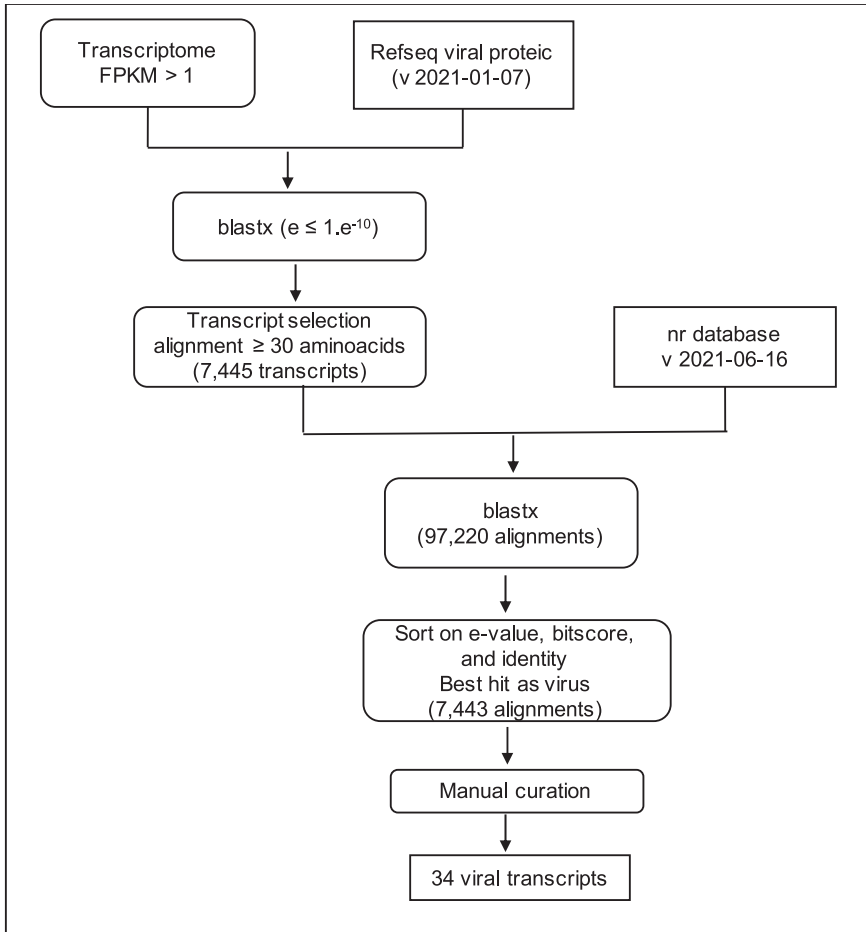 Transcriptome
FPKM > 1
Refseq viral proteic
(v 2021-01-07)
blastx (e ≤ 1.e-10)
Transcript selection
alignment ≥ 30 aminoacids
(7,445 transcripts)
nr database
v 2021-06-16
blastx
(97,220 alignments)
Sort on e-value, bitscore,
and identity
Best hit as virus
(7,443 alignments)
Manual curation
34 viral transcripts